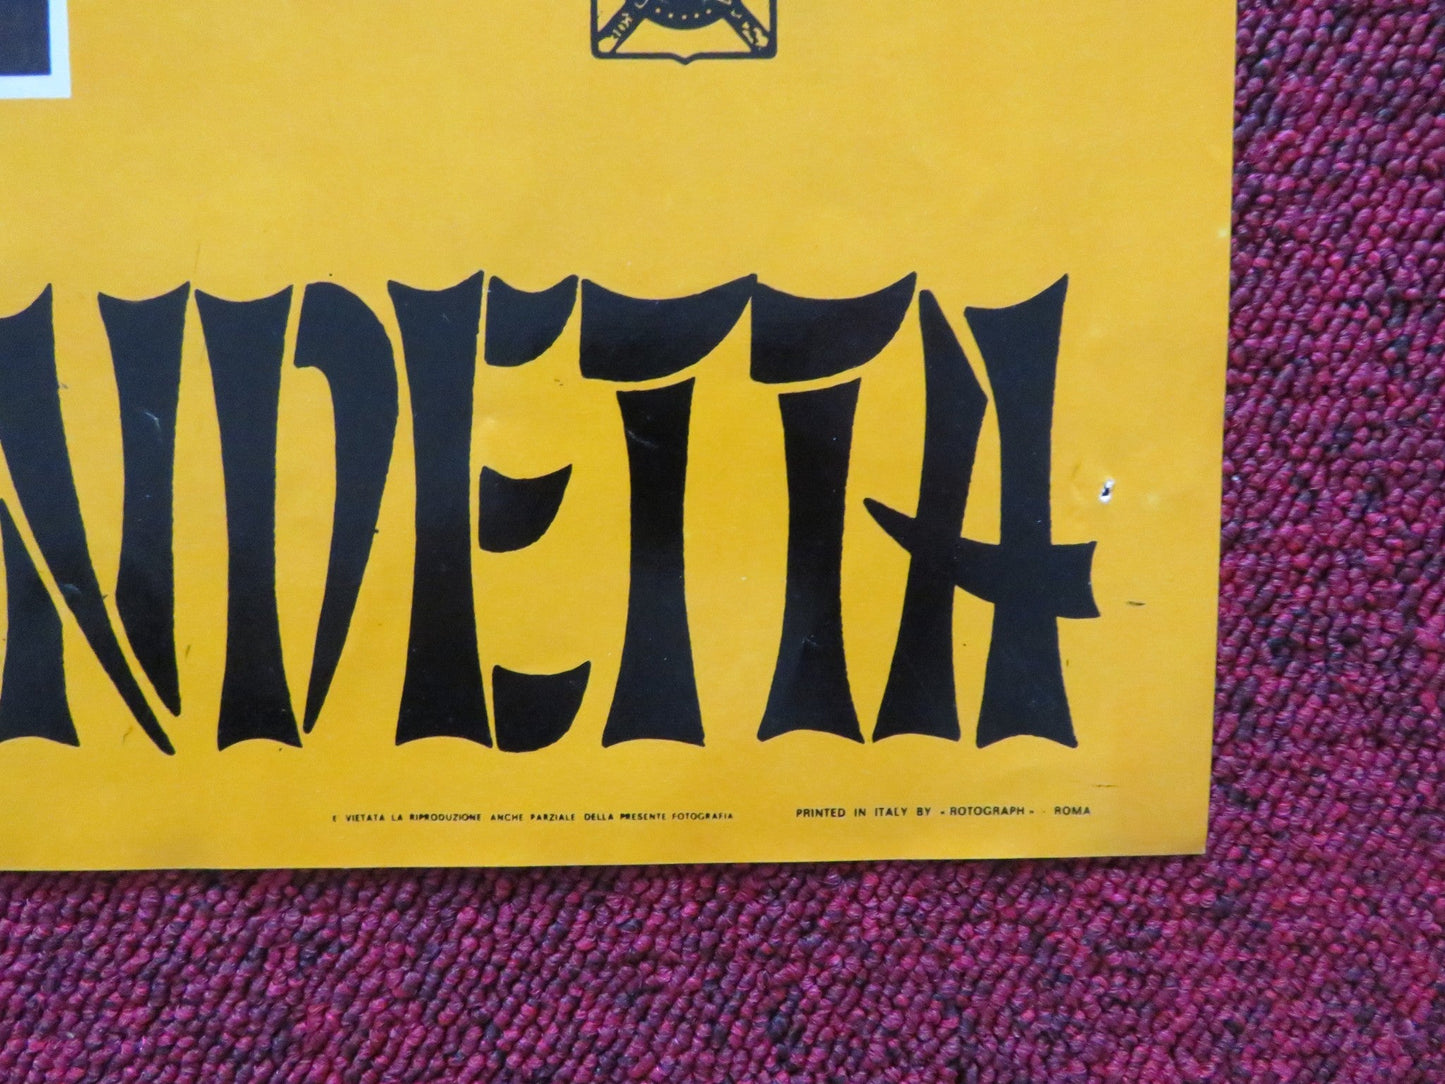 NDETTA
E VIETATA LA RIPRODUZIONE ANCHE PARZIALE DELLA PRESENTE FOTOGRAFIA
PRINTED IN ITALY BY « ROTOGRAPH » - ROMA